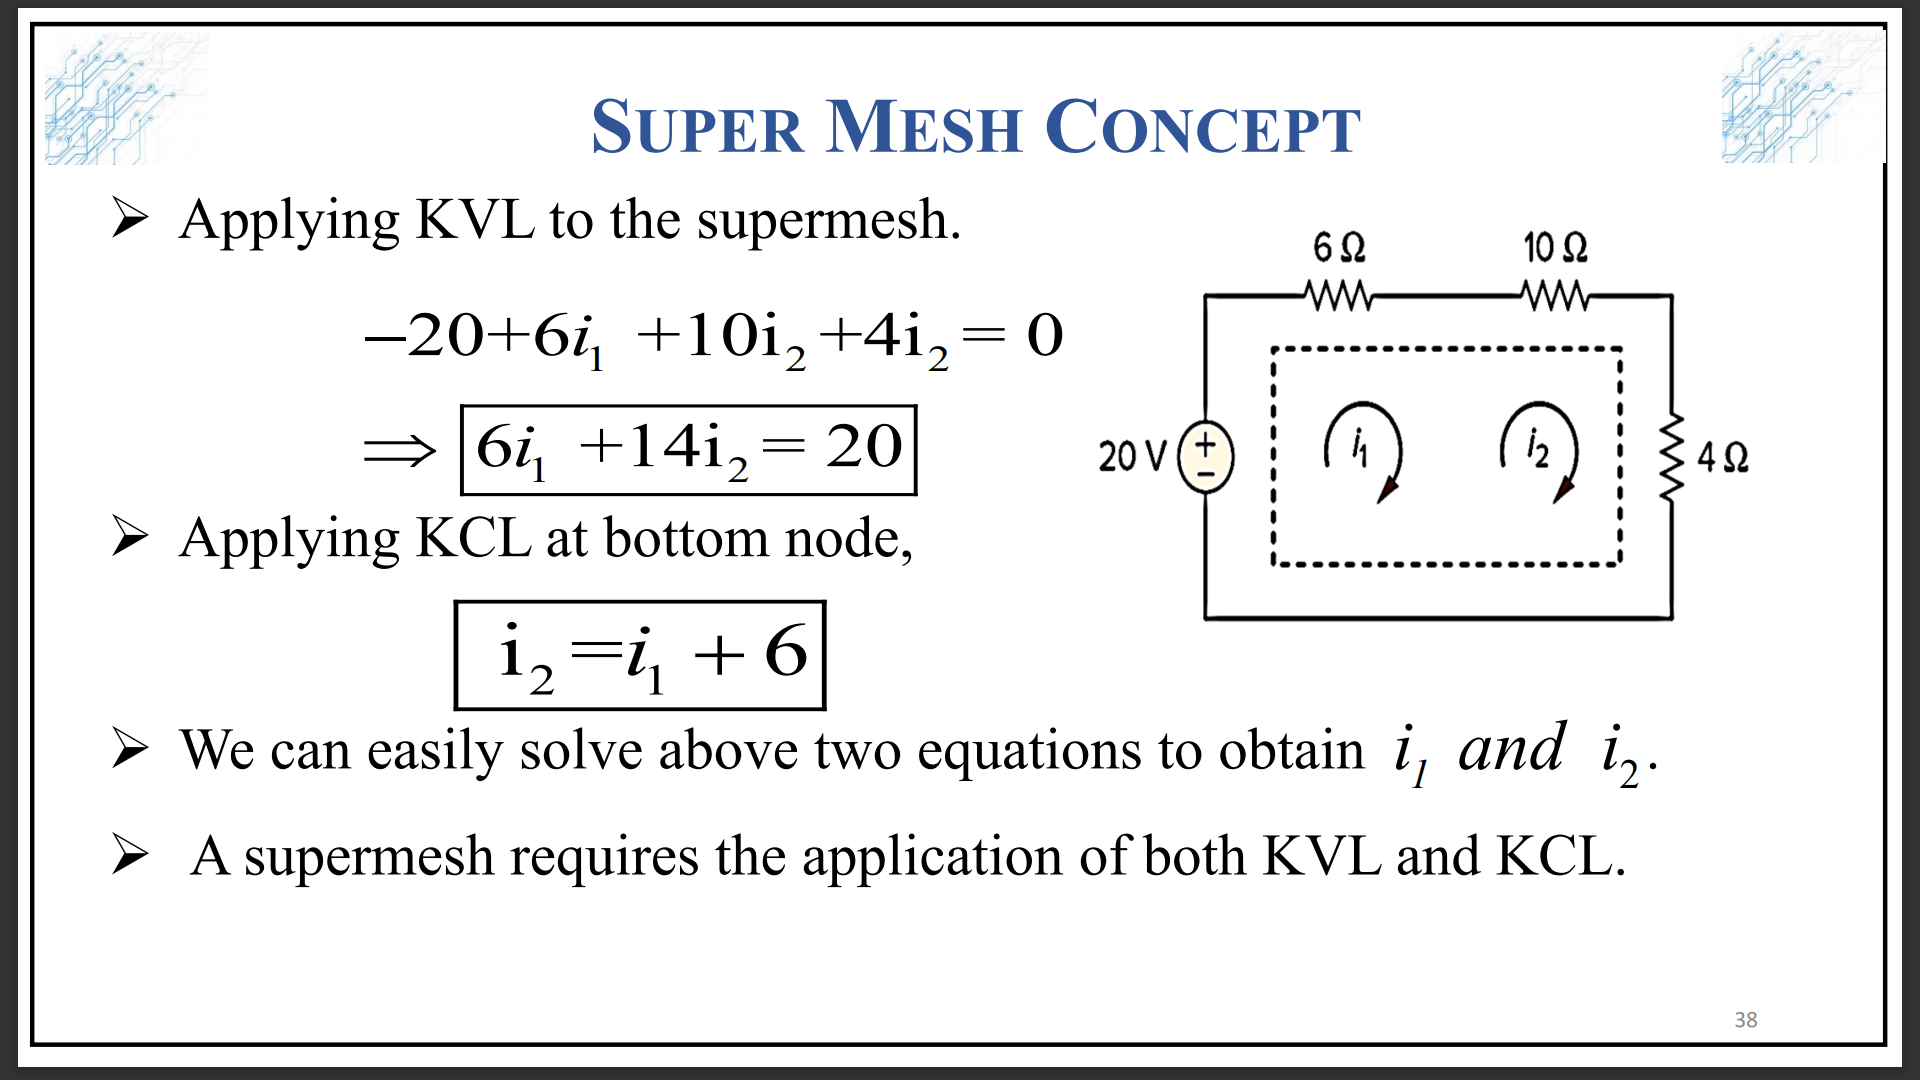 SUPER MESH CONCEPT
➢ Applying KVL to the supermesh.
−20+6i₁ +10i₂+4i₂= 0
⇒ 6i₁ +14i₂= 20
➢ Applying KCL at bottom node,
i₂=i₁ + 6
➢ We can easily solve above two equations to obtain i₁ and i₂.
➢ A supermesh requires the application of both KVL and KCL.
6 Ω
10 Ω
20 V
+
−
i₁
i₂
4 Ω
38